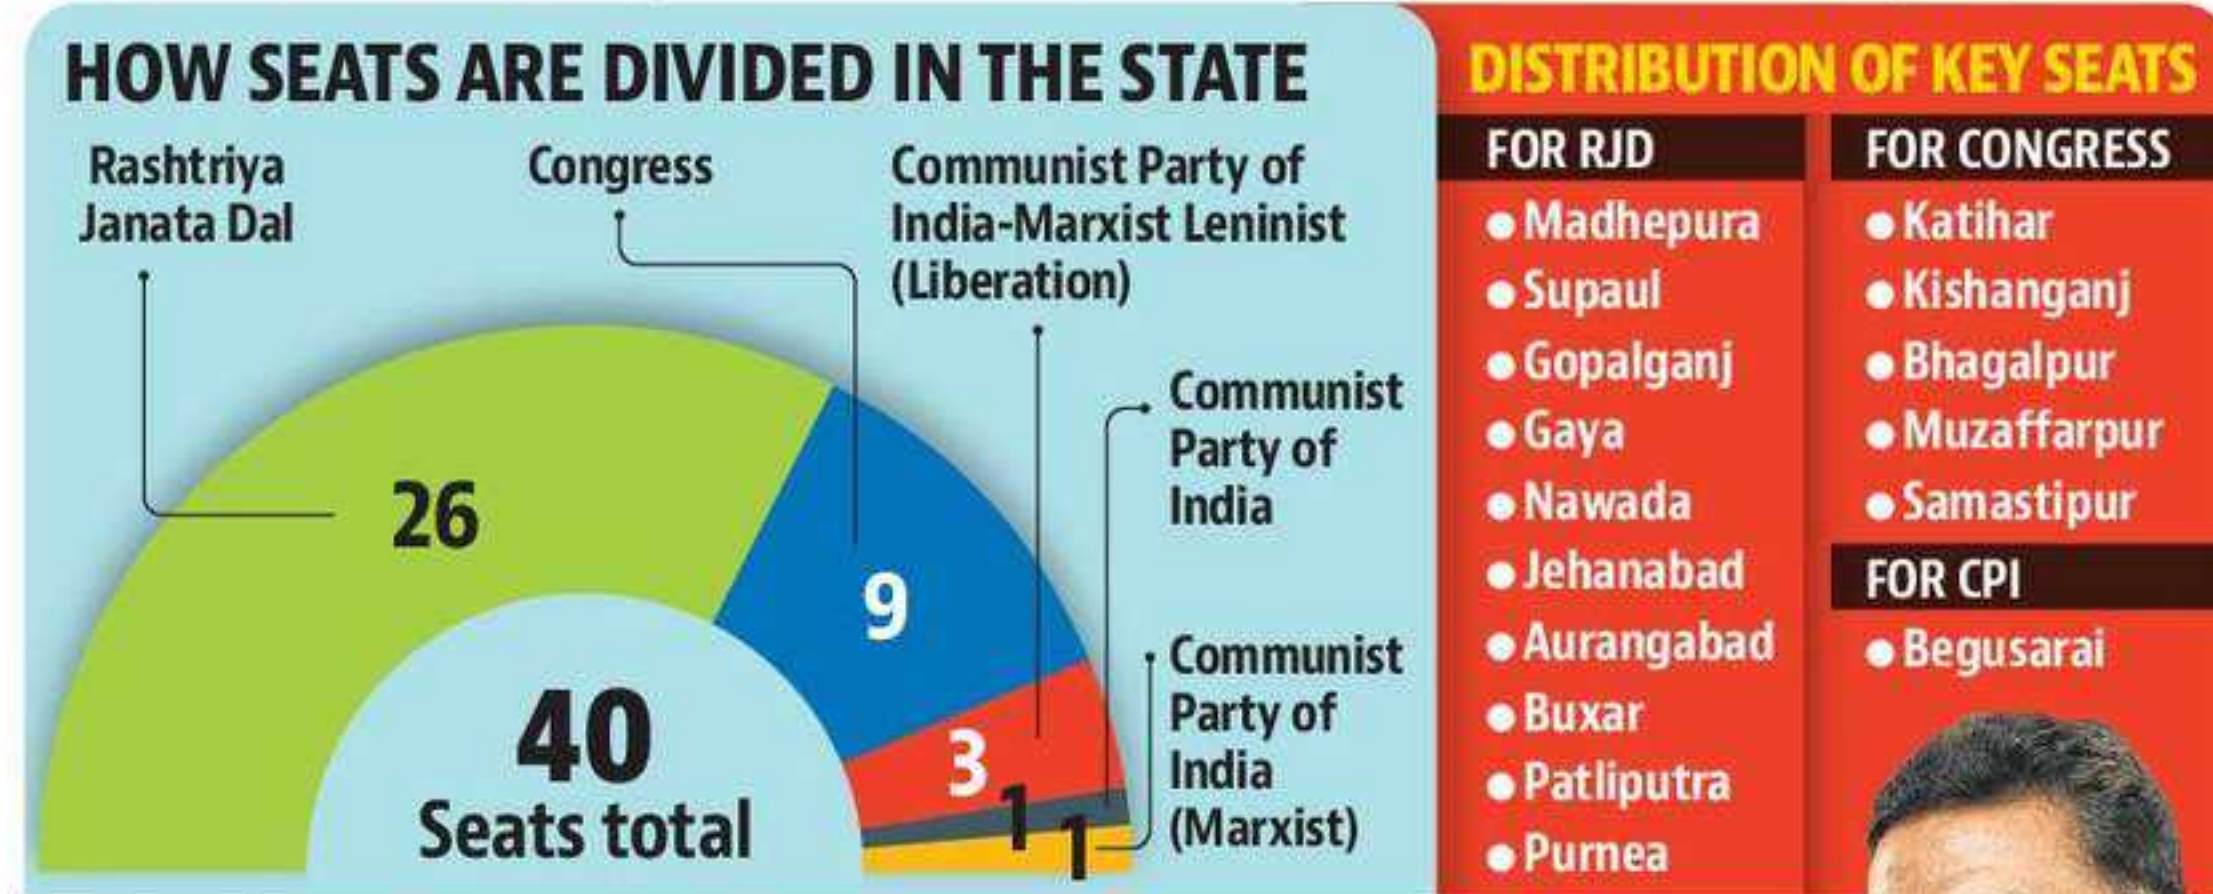 HOW SEATS ARE DIVIDED IN THE STATE
Rashtriya
Janata Dal
Congress
Communist Party of
India-Marxist Leninist
(Liberation)
Communist
Party of
India
Communist
Party of
India
(Marxist)
26
9
3
1
1
40
Seats total
DISTRIBUTION OF KEY SEATS
FOR RJD
● Madhepura
● Supaul
● Gopalganj
● Gaya
● Nawada
● Jehanabad
● Aurangabad
● Buxar
● Patliputra
● Purnea
FOR CONGRESS
● Katihar
● Kishanganj
● Bhagalpur
● Muzaffarpur
● Samastipur
FOR CPI
● Begusarai